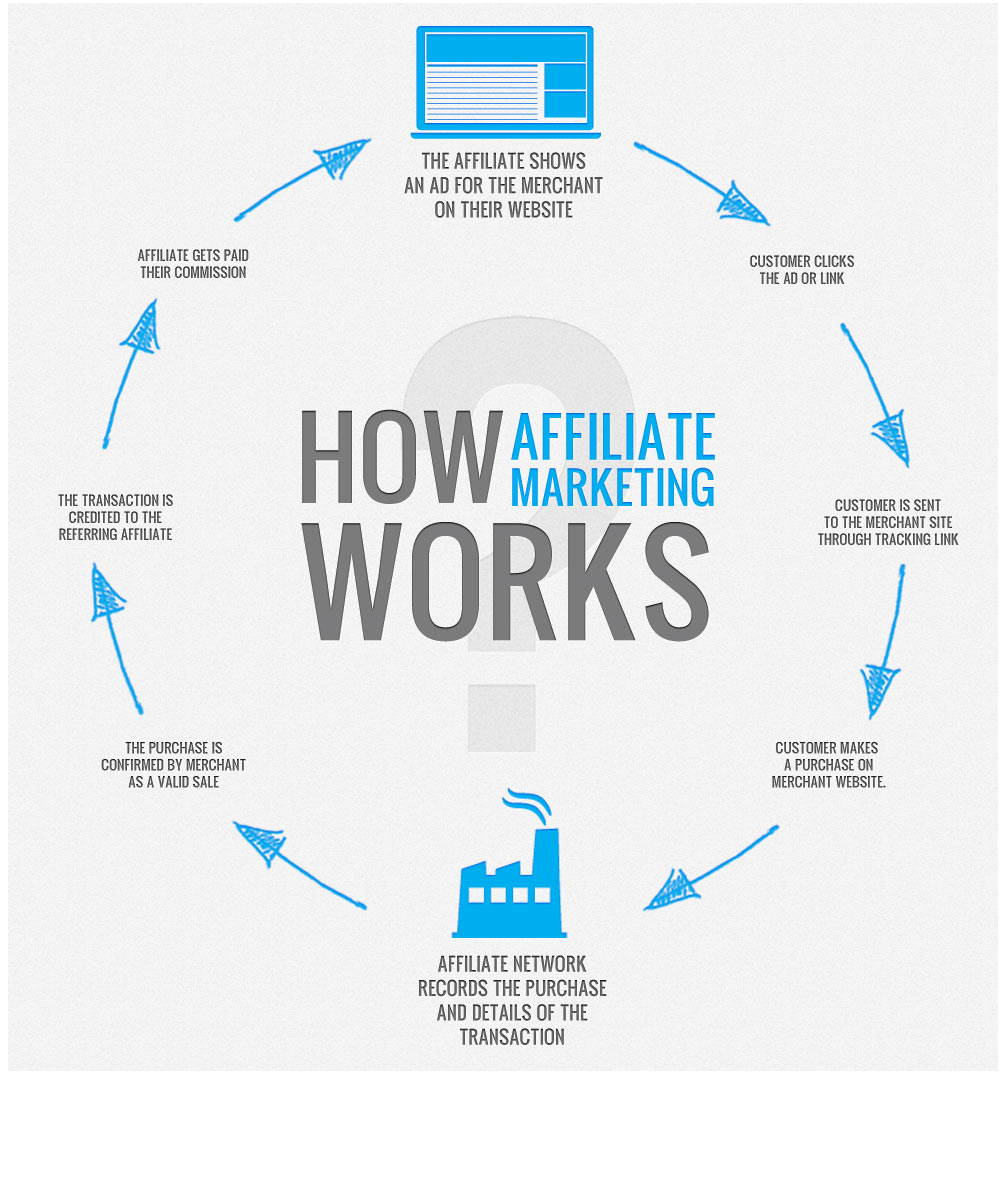 THE AFFILIATE SHOWS
AN AD FOR THE MERCHANT
ON THEIR WEBSITE
CUSTOMER CLICKS
THE AD OR LINK
CUSTOMER IS SENT
TO THE MERCHANT SITE
THROUGH TRACKING LINK
CUSTOMER MAKES
A PURCHASE ON
MERCHANT WEBSITE.
AFFILIATE NETWORK
RECORDS THE PURCHASE
AND DETAILS OF THE
TRANSACTION
THE PURCHASE IS
CONFIRMED BY MERCHANT
AS A VALID SALE
THE TRANSACTION IS
CREDITED TO THE
REFERRING AFFILIATE
AFFILIATE GETS PAID
THEIR COMMISSION
HOW AFFILIATE
MARKETING
WORKS
?